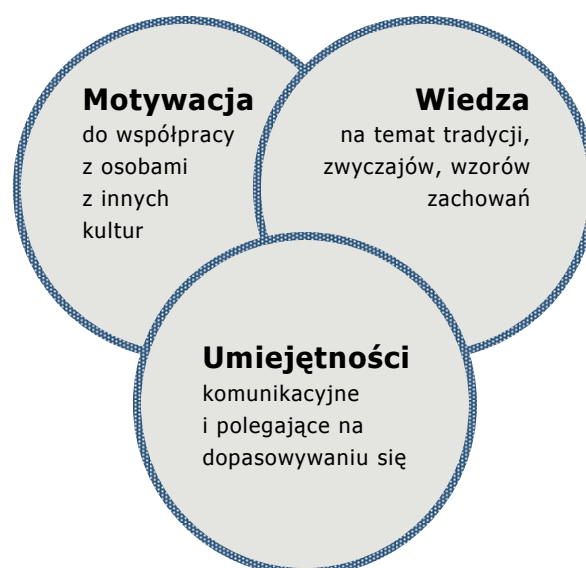 Motywacja
do współpracy
z osobami
z innych
kultur
Wiedza
na temat tradycji,
zwyczajów, wzorów
zachowań
Umiejętności
komunikacyjne
i polegające na
dopasowywaniu się